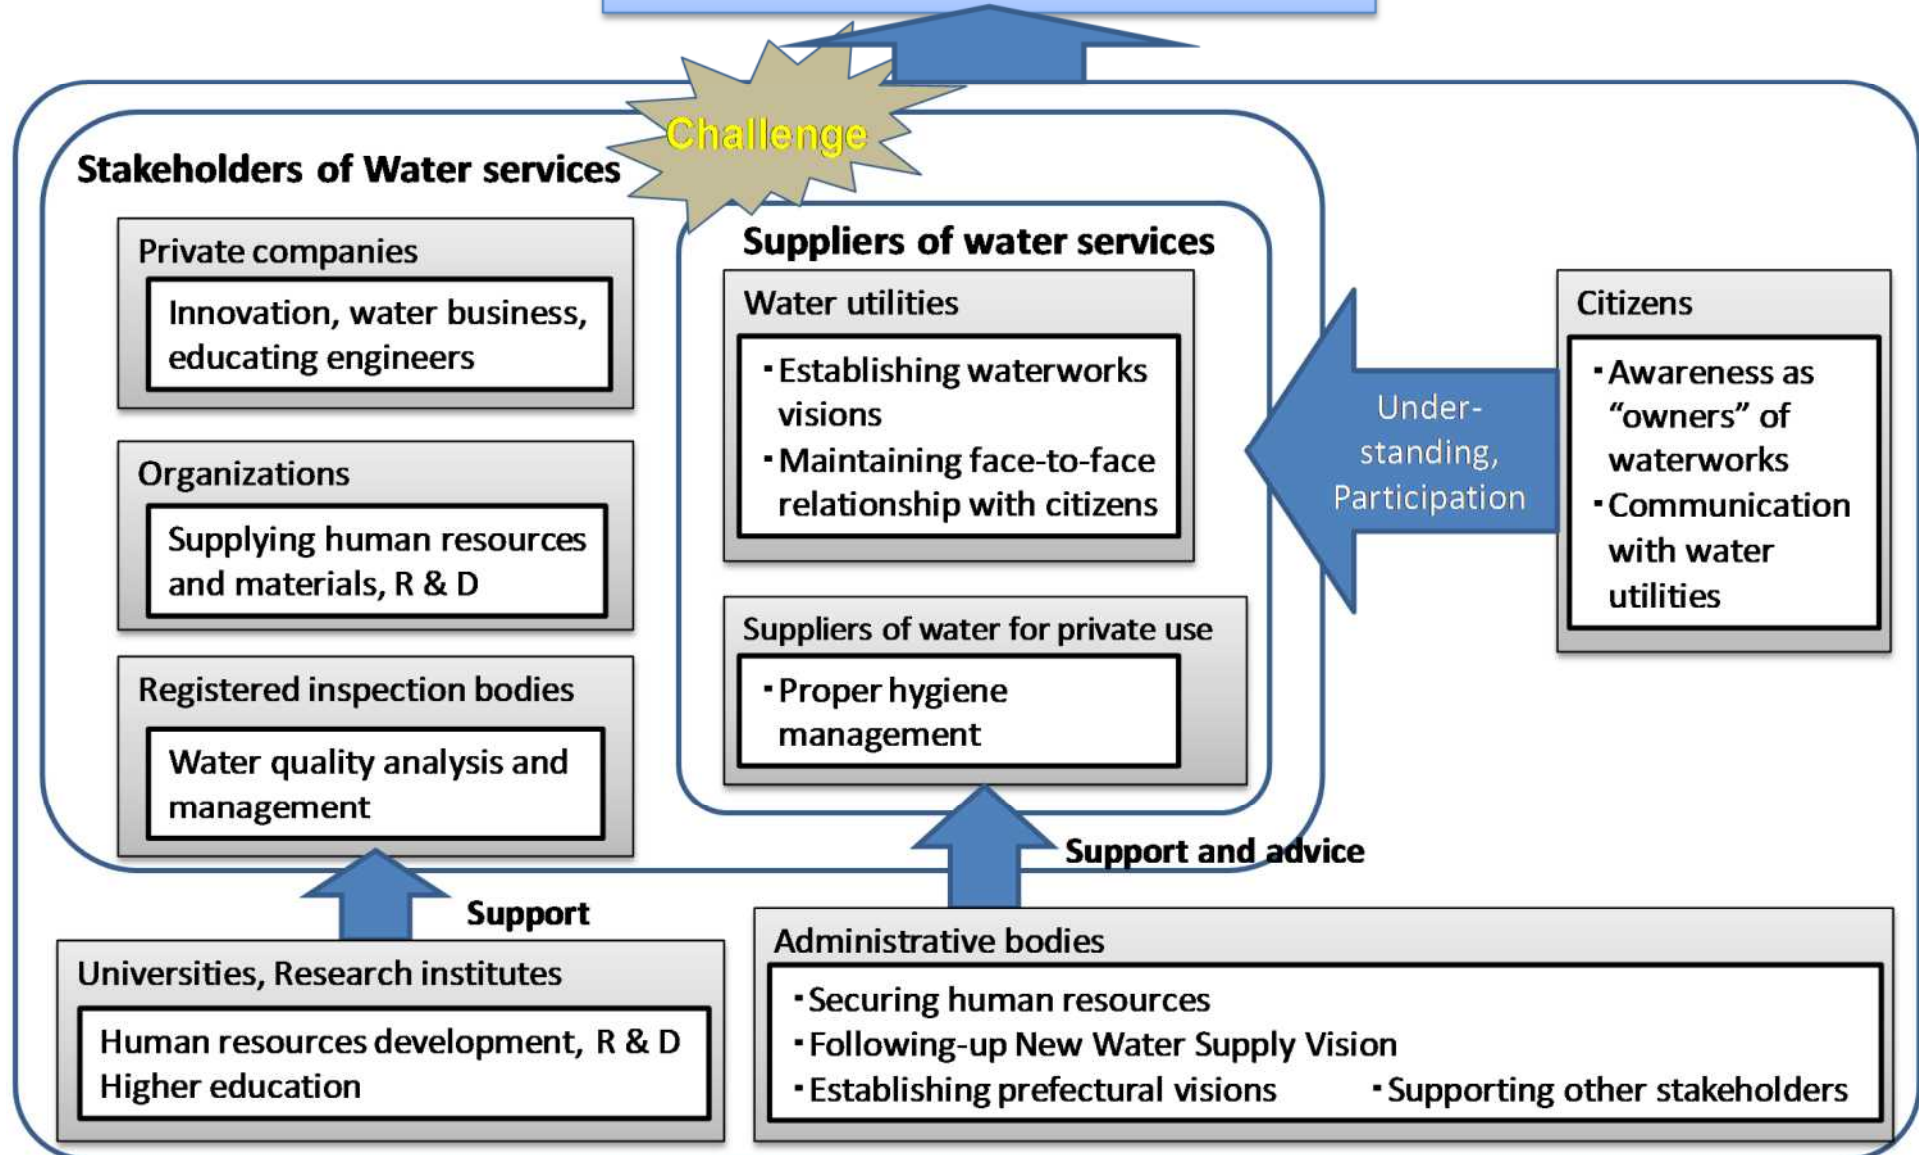 Challenge
Stakeholders of Water services
Private companies
Innovation, water business,
educating engineers
Organizations
Supplying human resources
and materials, R & D
Registered inspection bodies
Water quality analysis and
management
Suppliers of water services
Water utilities
・Establishing waterworks
visions
・Maintaining face-to-face
relationship with citizens
Suppliers of water for private use
・Proper hygiene
management
Under-
standing,
Participation
Citizens
・Awareness as
“owners” of
waterworks
・Communication
with water
utilities
Support
Universities, Research institutes
Human resources development, R & D
Higher education
Support and advice
Administrative bodies
・Securing human resources
・Following-up New Water Supply Vision
・Establishing prefectural visions ・Supporting other stakeholders